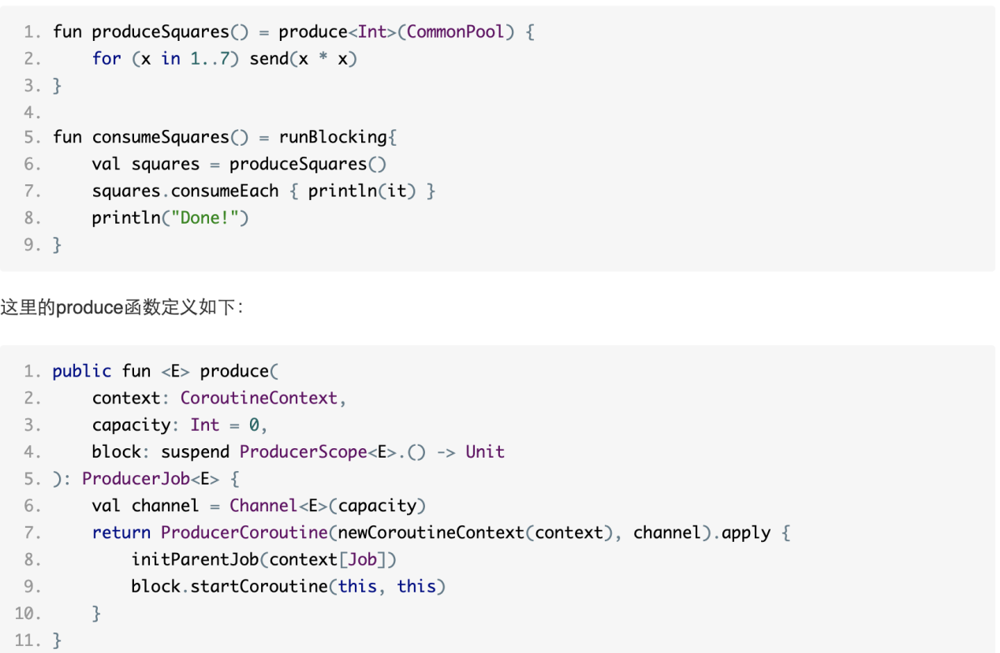 1. fun produceSquares() = produce<Int>(CommonPool) {
2.     for (x in 1..7) send(x * x)
3. }
4.
5. fun consumeSquares() = runBlocking{
6.     val squares = produceSquares()
7.     squares.consumeEach { println(it) }
8.     println("Done!")
9. }
这里的produce函数定义如下：
1. public fun <E> produce(
2.     context: CoroutineContext,
3.     capacity: Int = 0,
4.     block: suspend ProducerScope<E>.() -> Unit
5. ): ProducerJob<E> {
6.     val channel = Channel<E>(capacity)
7.     return ProducerCoroutine(newCoroutineContext(context), channel).apply {
8.         initParentJob(context[Job])
9.         block.startCoroutine(this, this)
10.     }
11. }